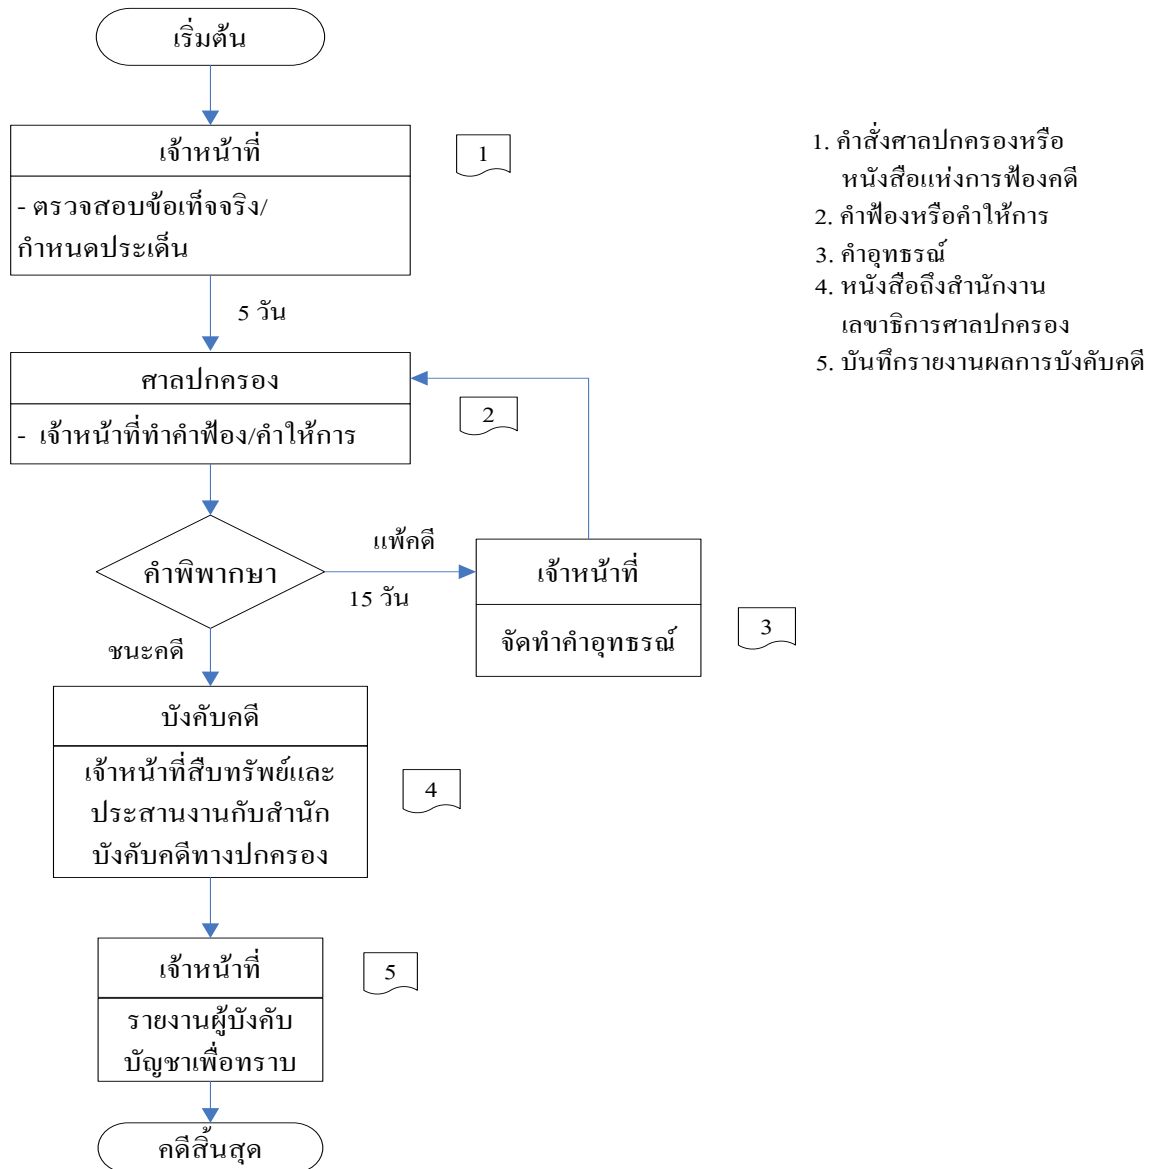 เริ่มต้น
เจ้าหน้าที่
1
- ตรวจสอบข้อเท็จจริง/
กำหนดประเด็น
5 วัน
ศาลปกครอง
2
- เจ้าหน้าที่ทำคำฟ้อง/คำให้การ
คำพิพากษา
แพ้คดี
15 วัน
เจ้าหน้าที่
จัดทำคำอุทธรณ์
3
ชนะคดี
บังคับคดี
เจ้าหน้าที่สืบทรัพย์และ
ประสานงานกับสำนัก
บังคับคดีทางปกครอง
4
เจ้าหน้าที่
5
รายงานผู้บังคับ
บัญชาเพื่อทราบ
คดีสิ้นสุด
1. คำสั่งศาลปกครองหรือ
หนังสือแห่งการฟ้องคดี
2. คำฟ้องหรือคำให้การ
3. คำอุทธรณ์
4. หนังสือถึงสำนักงาน
เลขาธิการศาลปกครอง
5. บันทึกรายงานผลการบังคับคดี